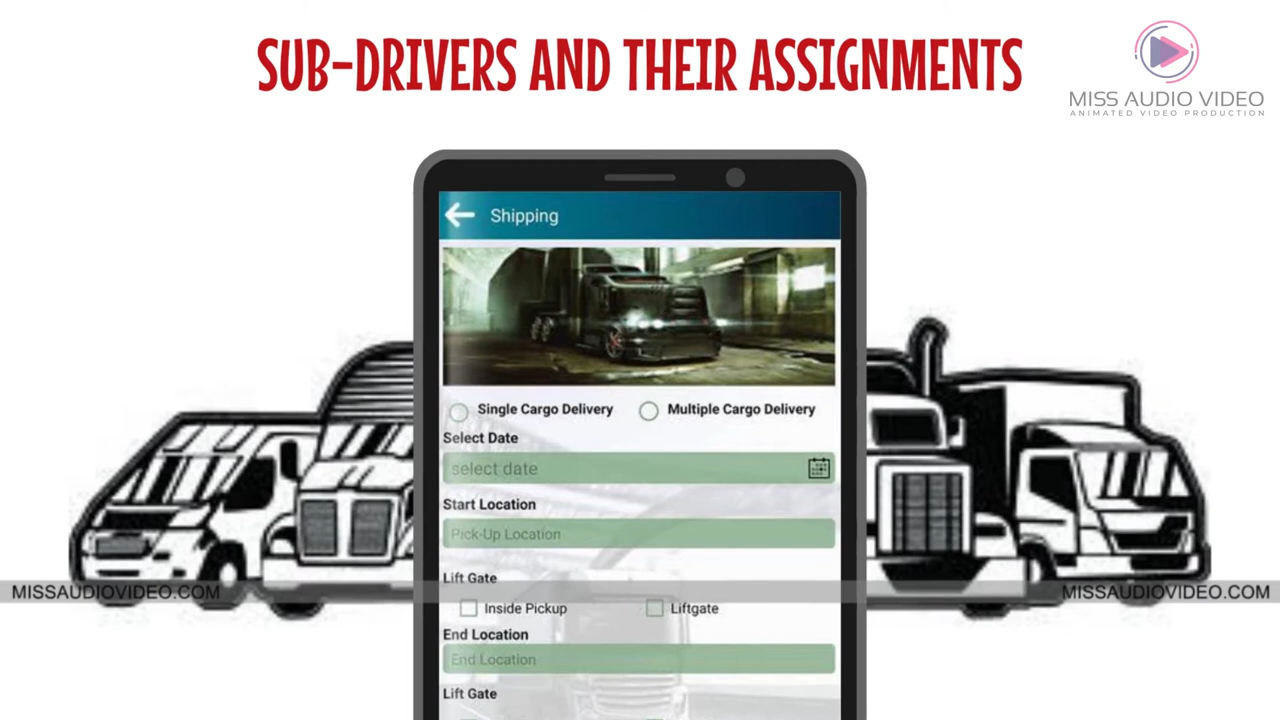 SUB-DRIVERS AND THEIR ASSIGNMENTS
MISS AUDIO VIDEO
ANIMATED VIDEO PRODUCTION
Shipping
Single Cargo Delivery
Multiple Cargo Delivery
Select Date
select date
Start Location
Pick-Up Location
Lift Gate
MISSAUDIOVIDEO.COM
MISSAUDIOVIDEO.COM
Inside Pickup
Liftgate
End Location
End Location
Lift Gate